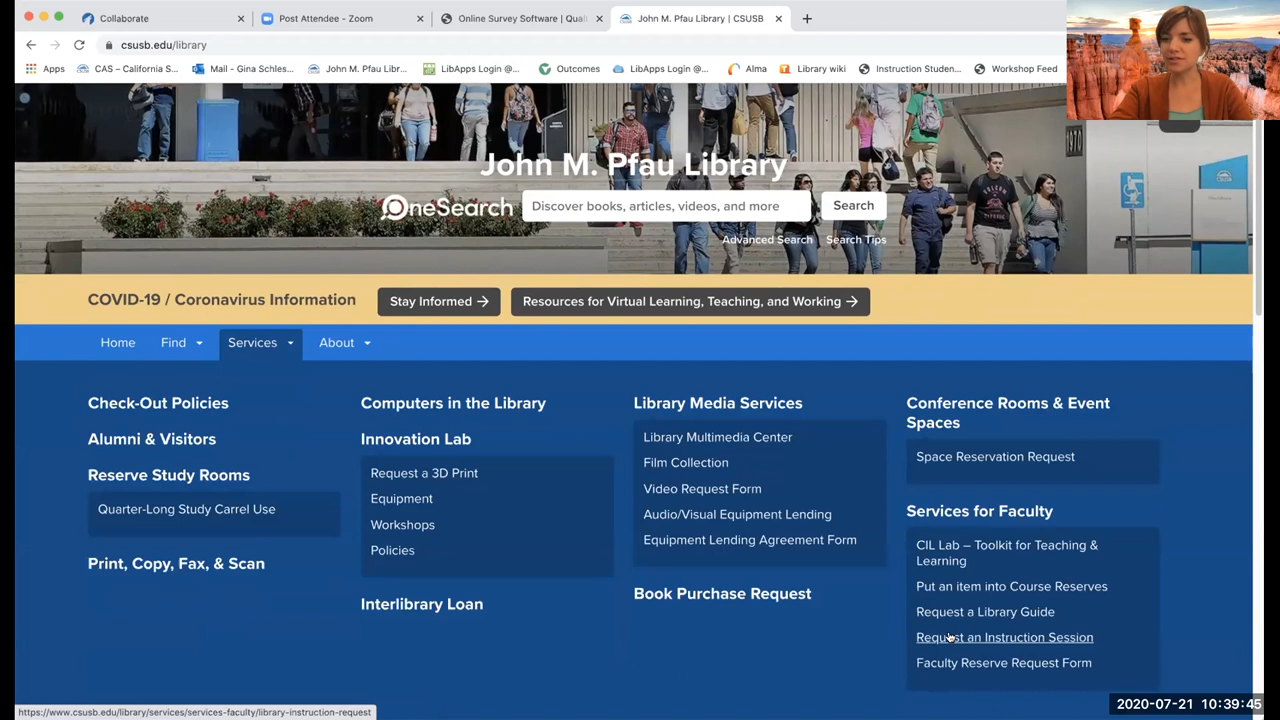 Collaborate
Post Attendee - Zoom
Online Survey Software | Qual
John M. Pfau Library | CSUSB
csusb.edu/library
Apps
CAS – California S...
Mail - Gina Schles...
John M. Pfau Libr...
LibApps Login @...
Outcomes
LibApps Login @...
Alma
Library wiki
Instruction Studen...
Workshop Feed
John M. Pfau Library
OneSearch
Discover books, articles, videos, and more
Search
Advanced Search
Search Tips
COVID-19 / Coronavirus Information
Stay Informed →
Resources for Virtual Learning, Teaching, and Working →
Home
Find
Services
About
Check-Out Policies
Alumni & Visitors
Reserve Study Rooms
Quarter-Long Study Carrel Use
Print, Copy, Fax, & Scan
Computers in the Library
Innovation Lab
Request a 3D Print
Equipment
Workshops
Policies
Interlibrary Loan
Library Media Services
Library Multimedia Center
Film Collection
Video Request Form
Audio/Visual Equipment Lending
Equipment Lending Agreement Form
Book Purchase Request
Conference Rooms & Event
Spaces
Space Reservation Request
Services for Faculty
CIL Lab – Toolkit for Teaching &
Learning
Put an item into Course Reserves
Request a Library Guide
Request an Instruction Session
Faculty Reserve Request Form
https://www.csusb.edu/library/services/services-faculty/library-instruction-request
2020-07-21 10:39:45